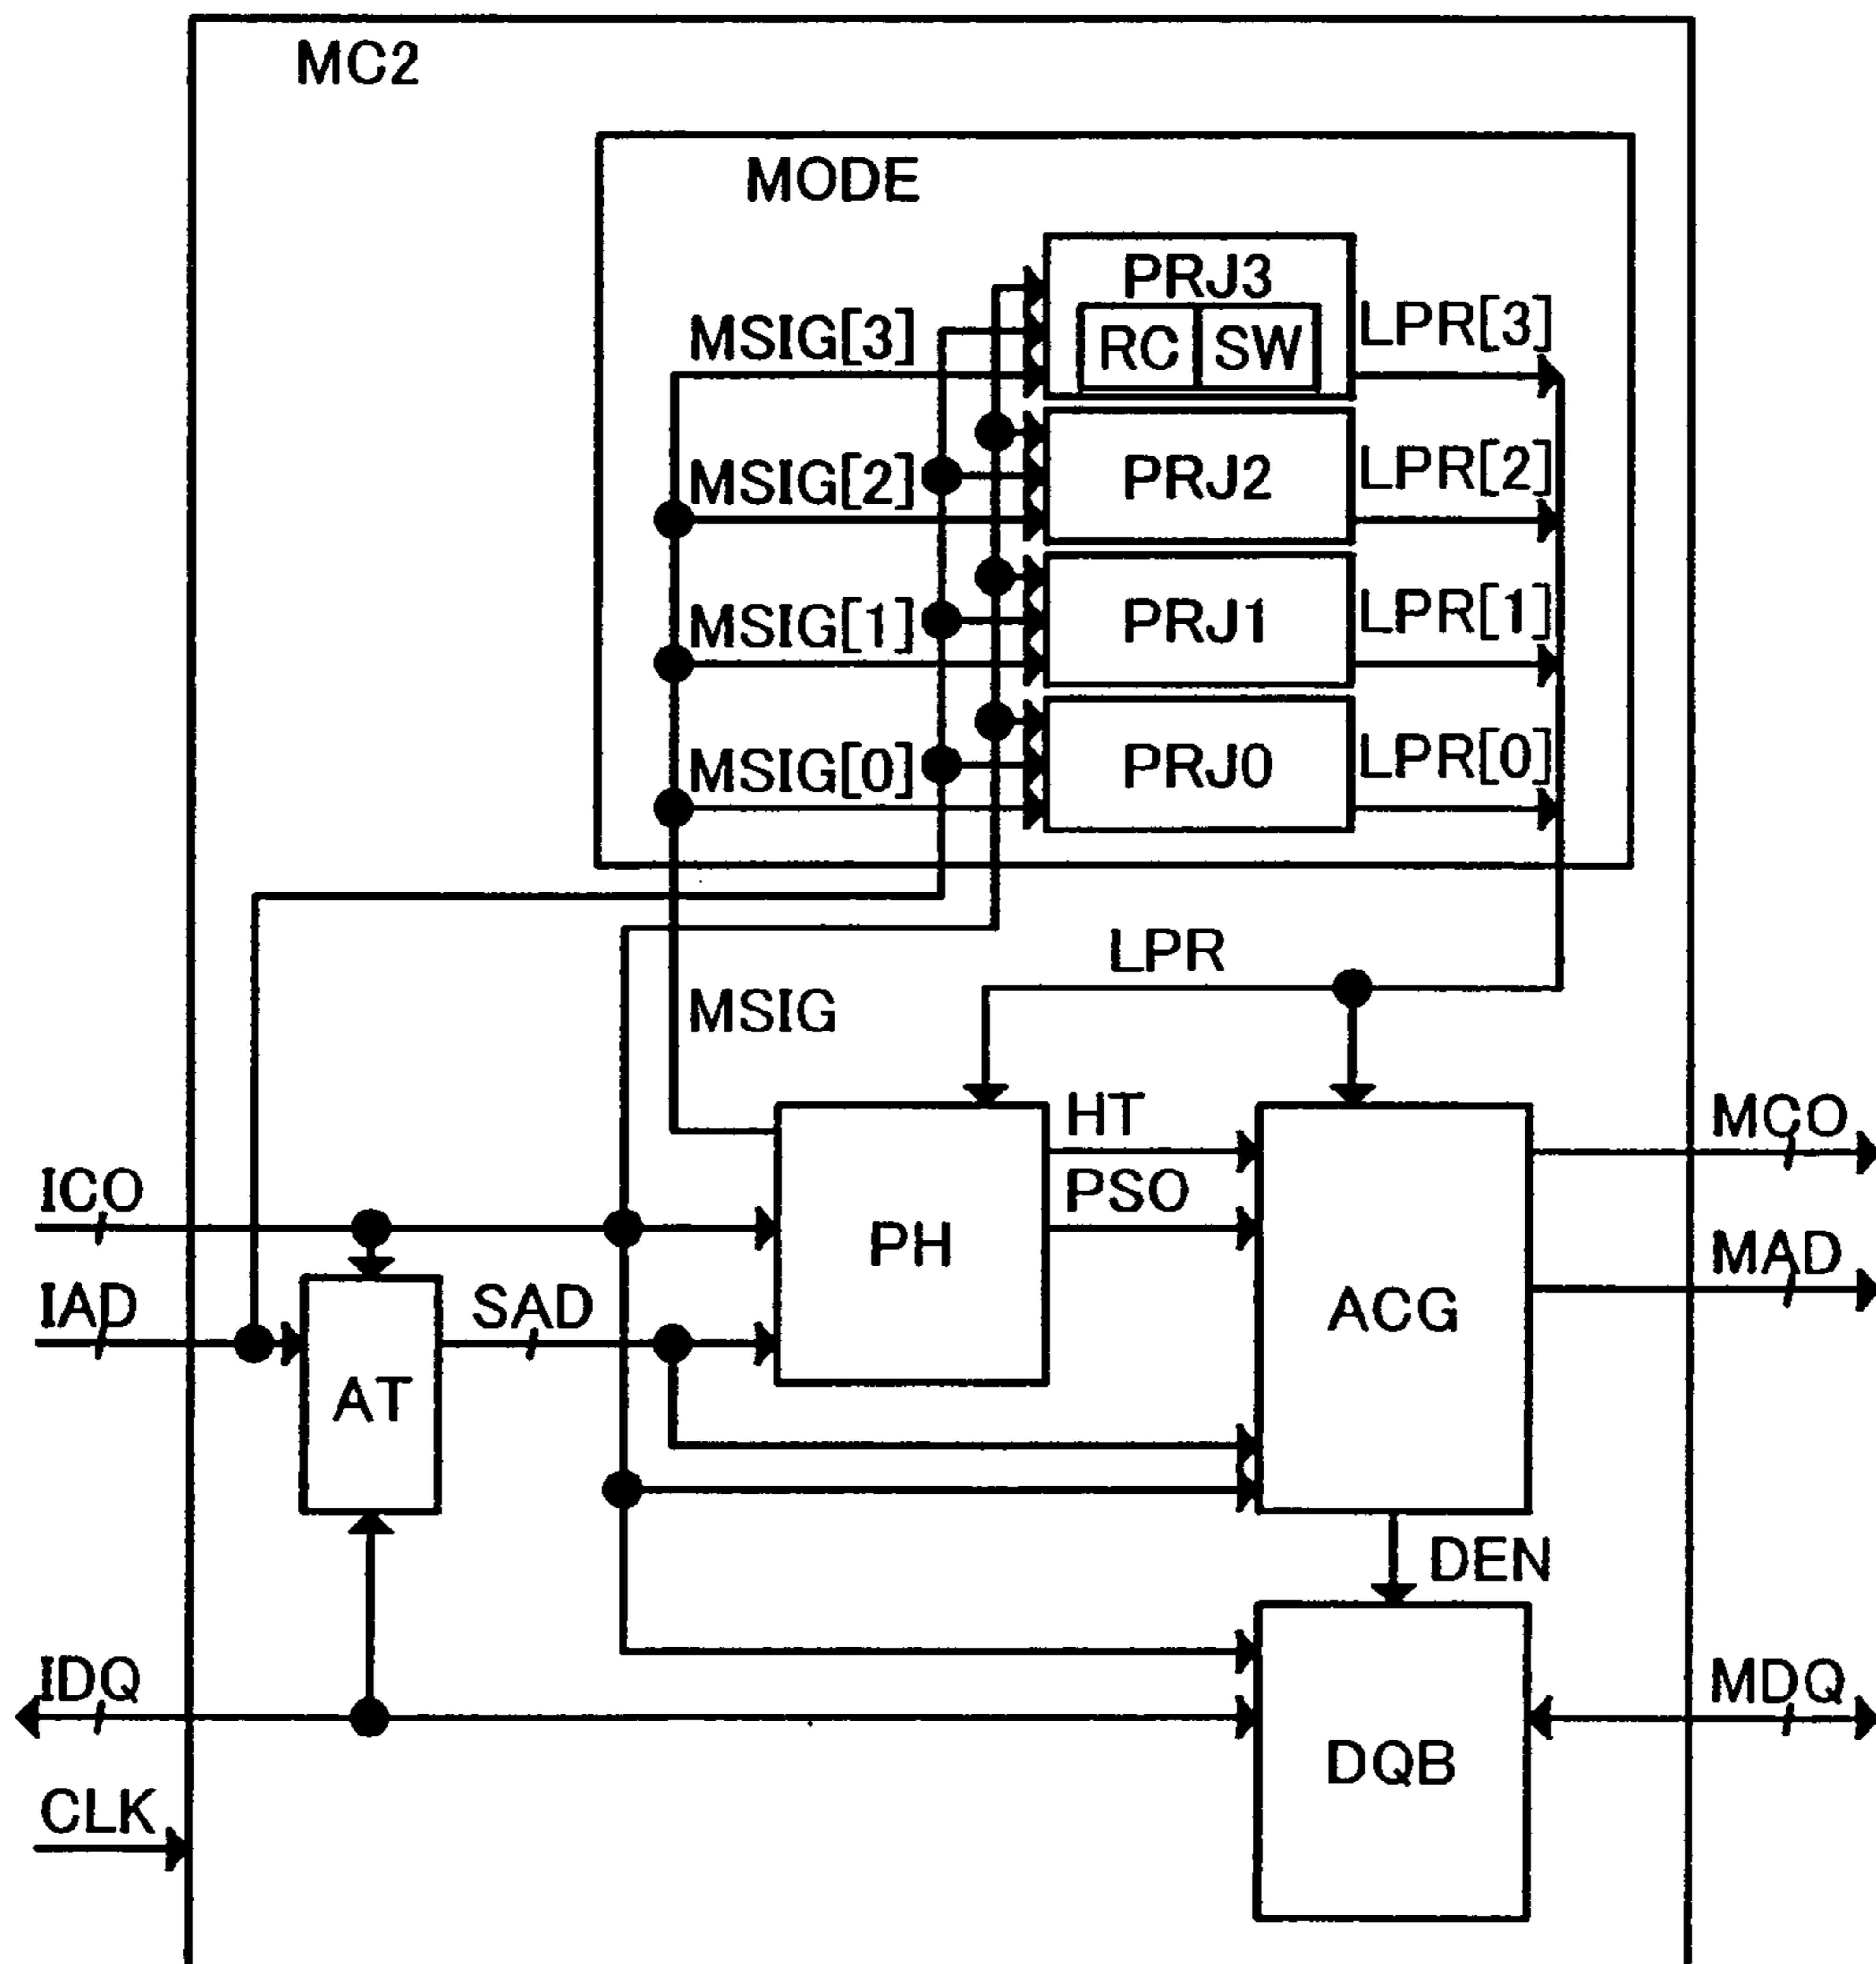 MC2
MODE
PRJ3
MSIG[3]
RC
SW
LPR[3]
MSIG[2]
PRJ2
LPR[2]
MSIG[1]
PRJ1
LPR[1]
MSIG[0]
PRJ0
LPR[0]
LPR
MSIG
HT
MCO
ICO
PSO
PH
MAD
IAD
SAD
ACG
AT
DEN
IDQ
MDQ
DQB
CLK